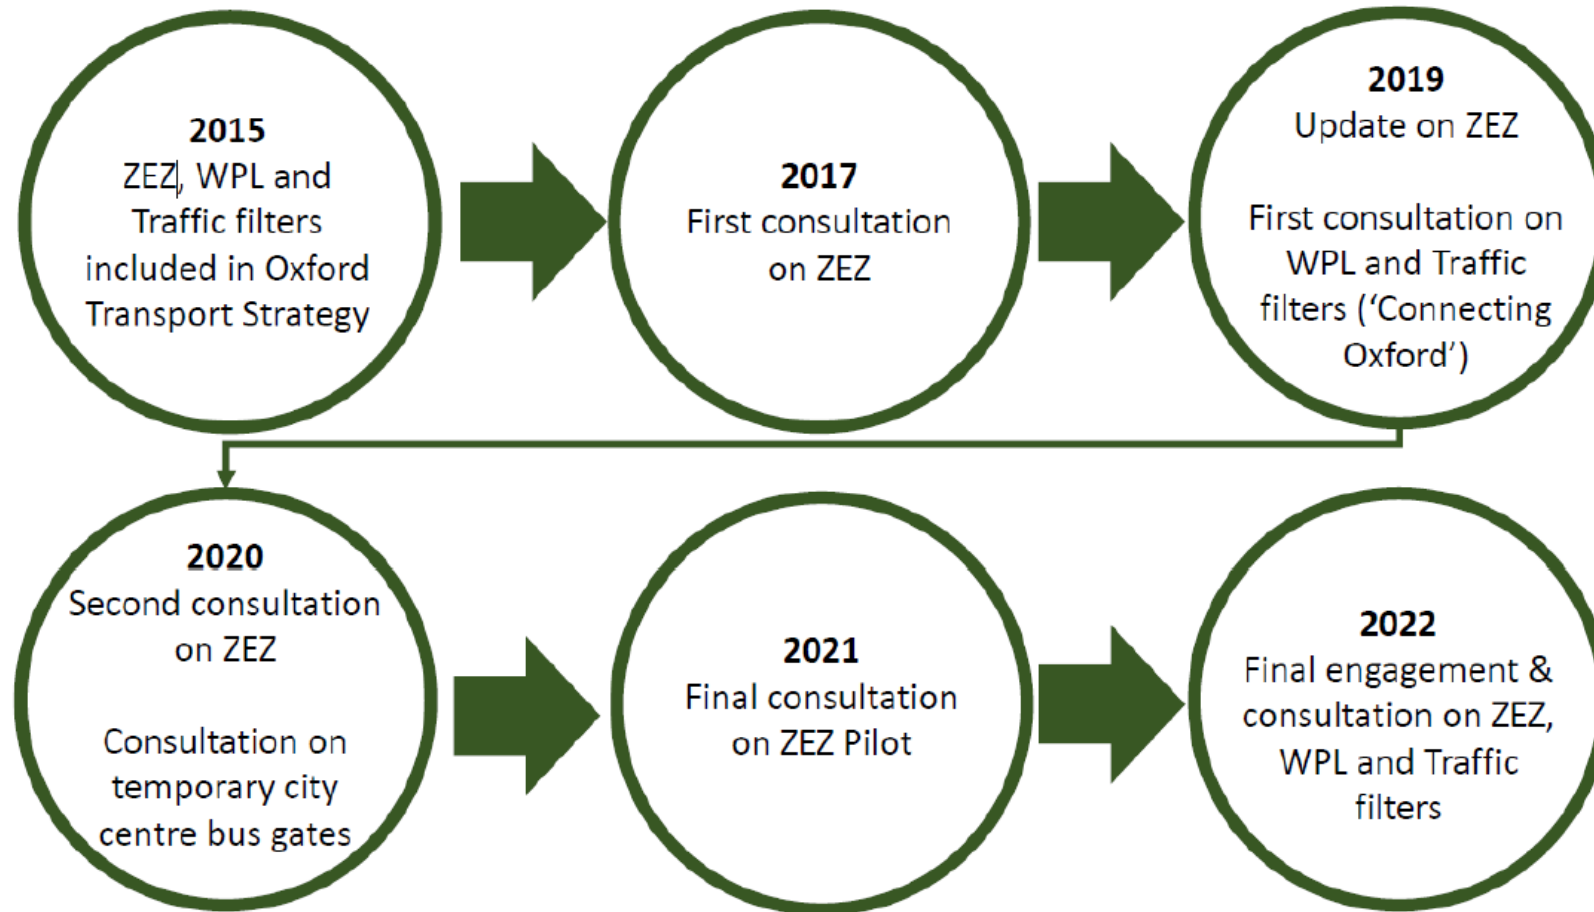 2015
ZEZ, WPL and
Traffic filters
included in Oxford
Transport Strategy
2017
First consultation
on ZEZ
2019
Update on ZEZ
First consultation on
WPL and Traffic
filters (‘Connecting
Oxford’)
2020
Second consultation
on ZEZ
Consultation on
temporary city
centre bus gates
2021
Final consultation
on ZEZ Pilot
2022
Final engagement &
consultation on ZEZ,
WPL and Traffic
filters